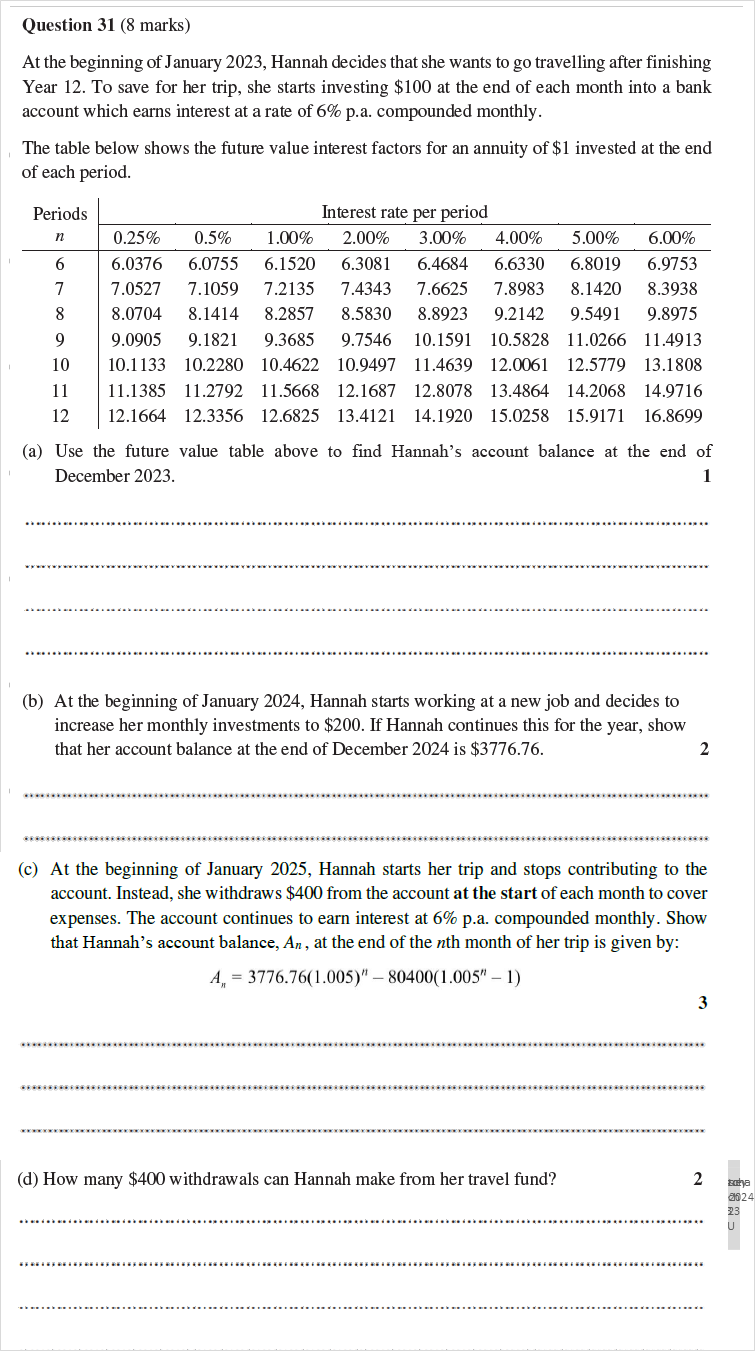 Question 31 (8 marks)
At the beginning of January 2023, Hannah decides that she wants to go travelling after finishing
Year 12. To save for her trip, she starts investing $100 at the end of each month into a bank
account which earns interest at a rate of 6% p.a. compounded monthly.
The table below shows the future value interest factors for an annuity of $1 invested at the end
of each period.
Periods Interest rate per period
n 0.25% 0.5% 1.00% 2.00% 3.00% 4.00% 5.00% 6.00%
6 6.0376 6.0755 6.1520 6.3081 6.4684 6.6330 6.8019 6.9753
7 7.0527 7.1059 7.2135 7.4343 7.6625 7.8983 8.1420 8.3938
8 8.0704 8.1414 8.2857 8.5830 8.8923 9.2142 9.5491 9.8975
9 9.0905 9.1821 9.3685 9.7546 10.1591 10.5828 11.0266 11.4913
10 10.1133 10.2280 10.4622 10.9497 11.4639 12.0061 12.5779 13.1808
11 11.1385 11.2792 11.5668 12.1687 12.8078 13.4864 14.2068 14.9716
12 12.1664 12.3356 12.6825 13.4121 14.1920 15.0258 15.9171 16.8699
(a) Use the future value table above to find Hannah's account balance at the end of
December 2023. 1
(b) At the beginning of January 2024, Hannah starts working at a new job and decides to
increase her monthly investments to $200. If Hannah continues this for the year, show
that her account balance at the end of December 2024 is $3776.76. 2
(c) At the beginning of January 2025, Hannah starts her trip and stops contributing to the
account. Instead, she withdraws $400 from the account at the start of each month to cover
expenses. The account continues to earn interest at 6% p.a. compounded monthly. Show
that Hannah's account balance, An, at the end of the nth month of her trip is given by:
Aₙ = 3776.76(1.005)ⁿ – 80400(1.005ⁿ – 1)
3
(d) How many $400 withdrawals can Hannah make from her travel fund? 2
2024
23
U